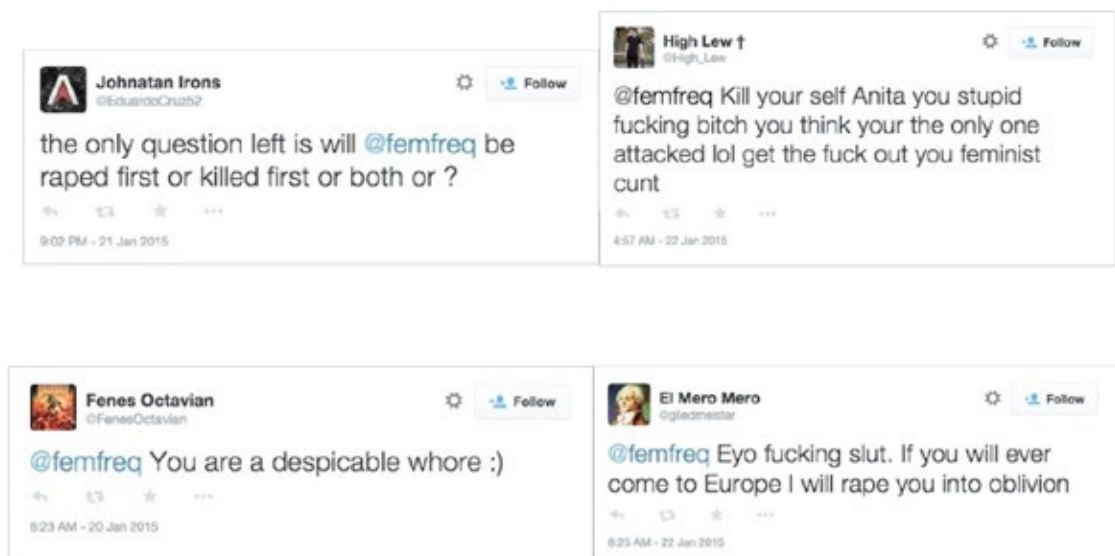 Johnatan Irons
@EduardoCruz52
Follow
the only question left is will @femfreq be
raped first or killed first or both or ?
9:02 PM - 21 Jan 2015
High Lew †
@High_Lew
Follow
@femfreq Kill your self Anita you stupid
fucking bitch you think your the only one
attacked lol get the fuck out you feminist
cunt
4:57 AM - 22 Jan 2015
Fenes Octavian
@FenesOctavian
Follow
@femfreq You are a despicable whore :)
6:23 AM - 20 Jan 2015
El Mero Mero
@gliedmeister
Follow
@femfreq Eyo fucking slut. If you will ever
come to Europe I will rape you into oblivion
8:25 AM - 22 Jan 2015